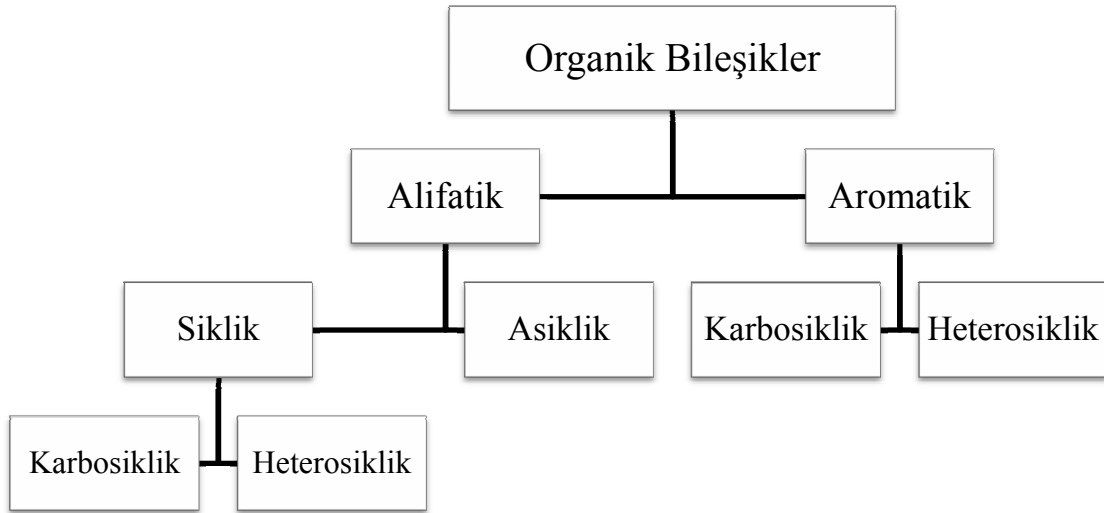 Organik Bileşikler
Alifatik
Aromatik
Siklik
Asiklik
Karbosiklik
Heterosiklik
Karbosiklik
Heterosiklik